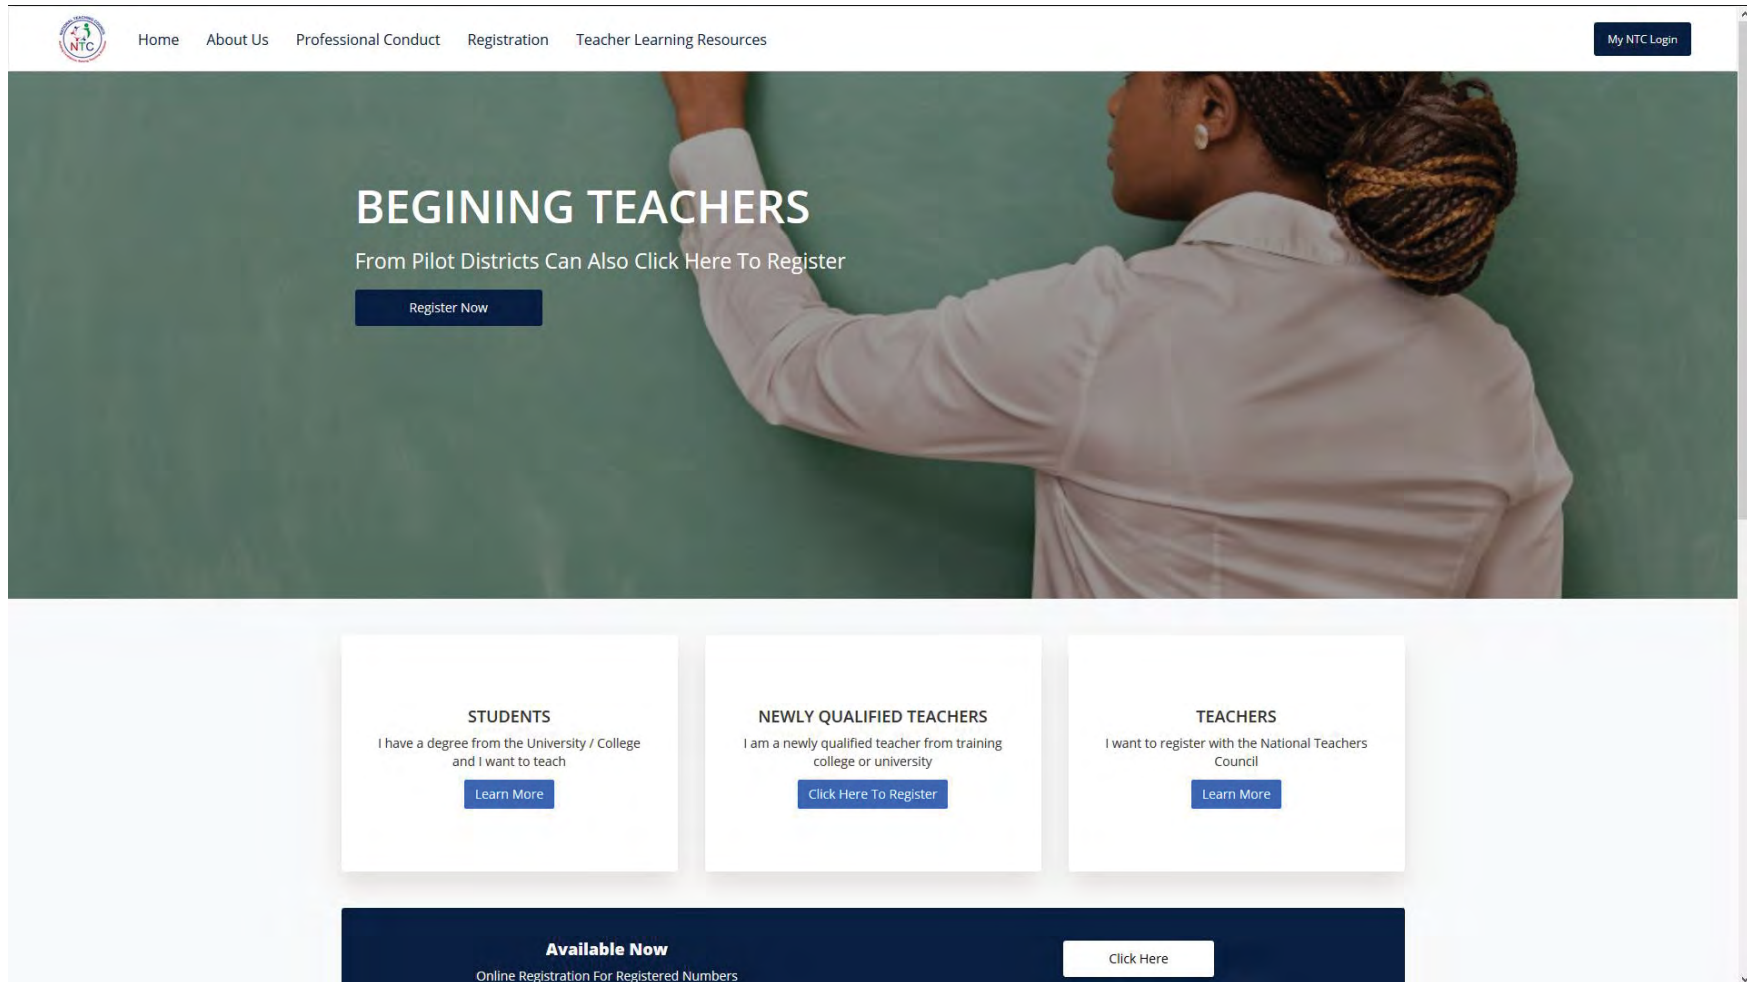 NTC
Home
About Us
Professional Conduct
Registration
Teacher Learning Resources
My NTC Login
BEGINING TEACHERS
From Pilot Districts Can Also Click Here To Register
Register Now
STUDENTS
I have a degree from the University / College
and I want to teach
Learn More
NEWLY QUALIFIED TEACHERS
I am a newly qualified teacher from training
college or university
Click Here To Register
TEACHERS
I want to register with the National Teachers
Council
Learn More
Available Now
Online Registration For Registered Numbers
Click Here